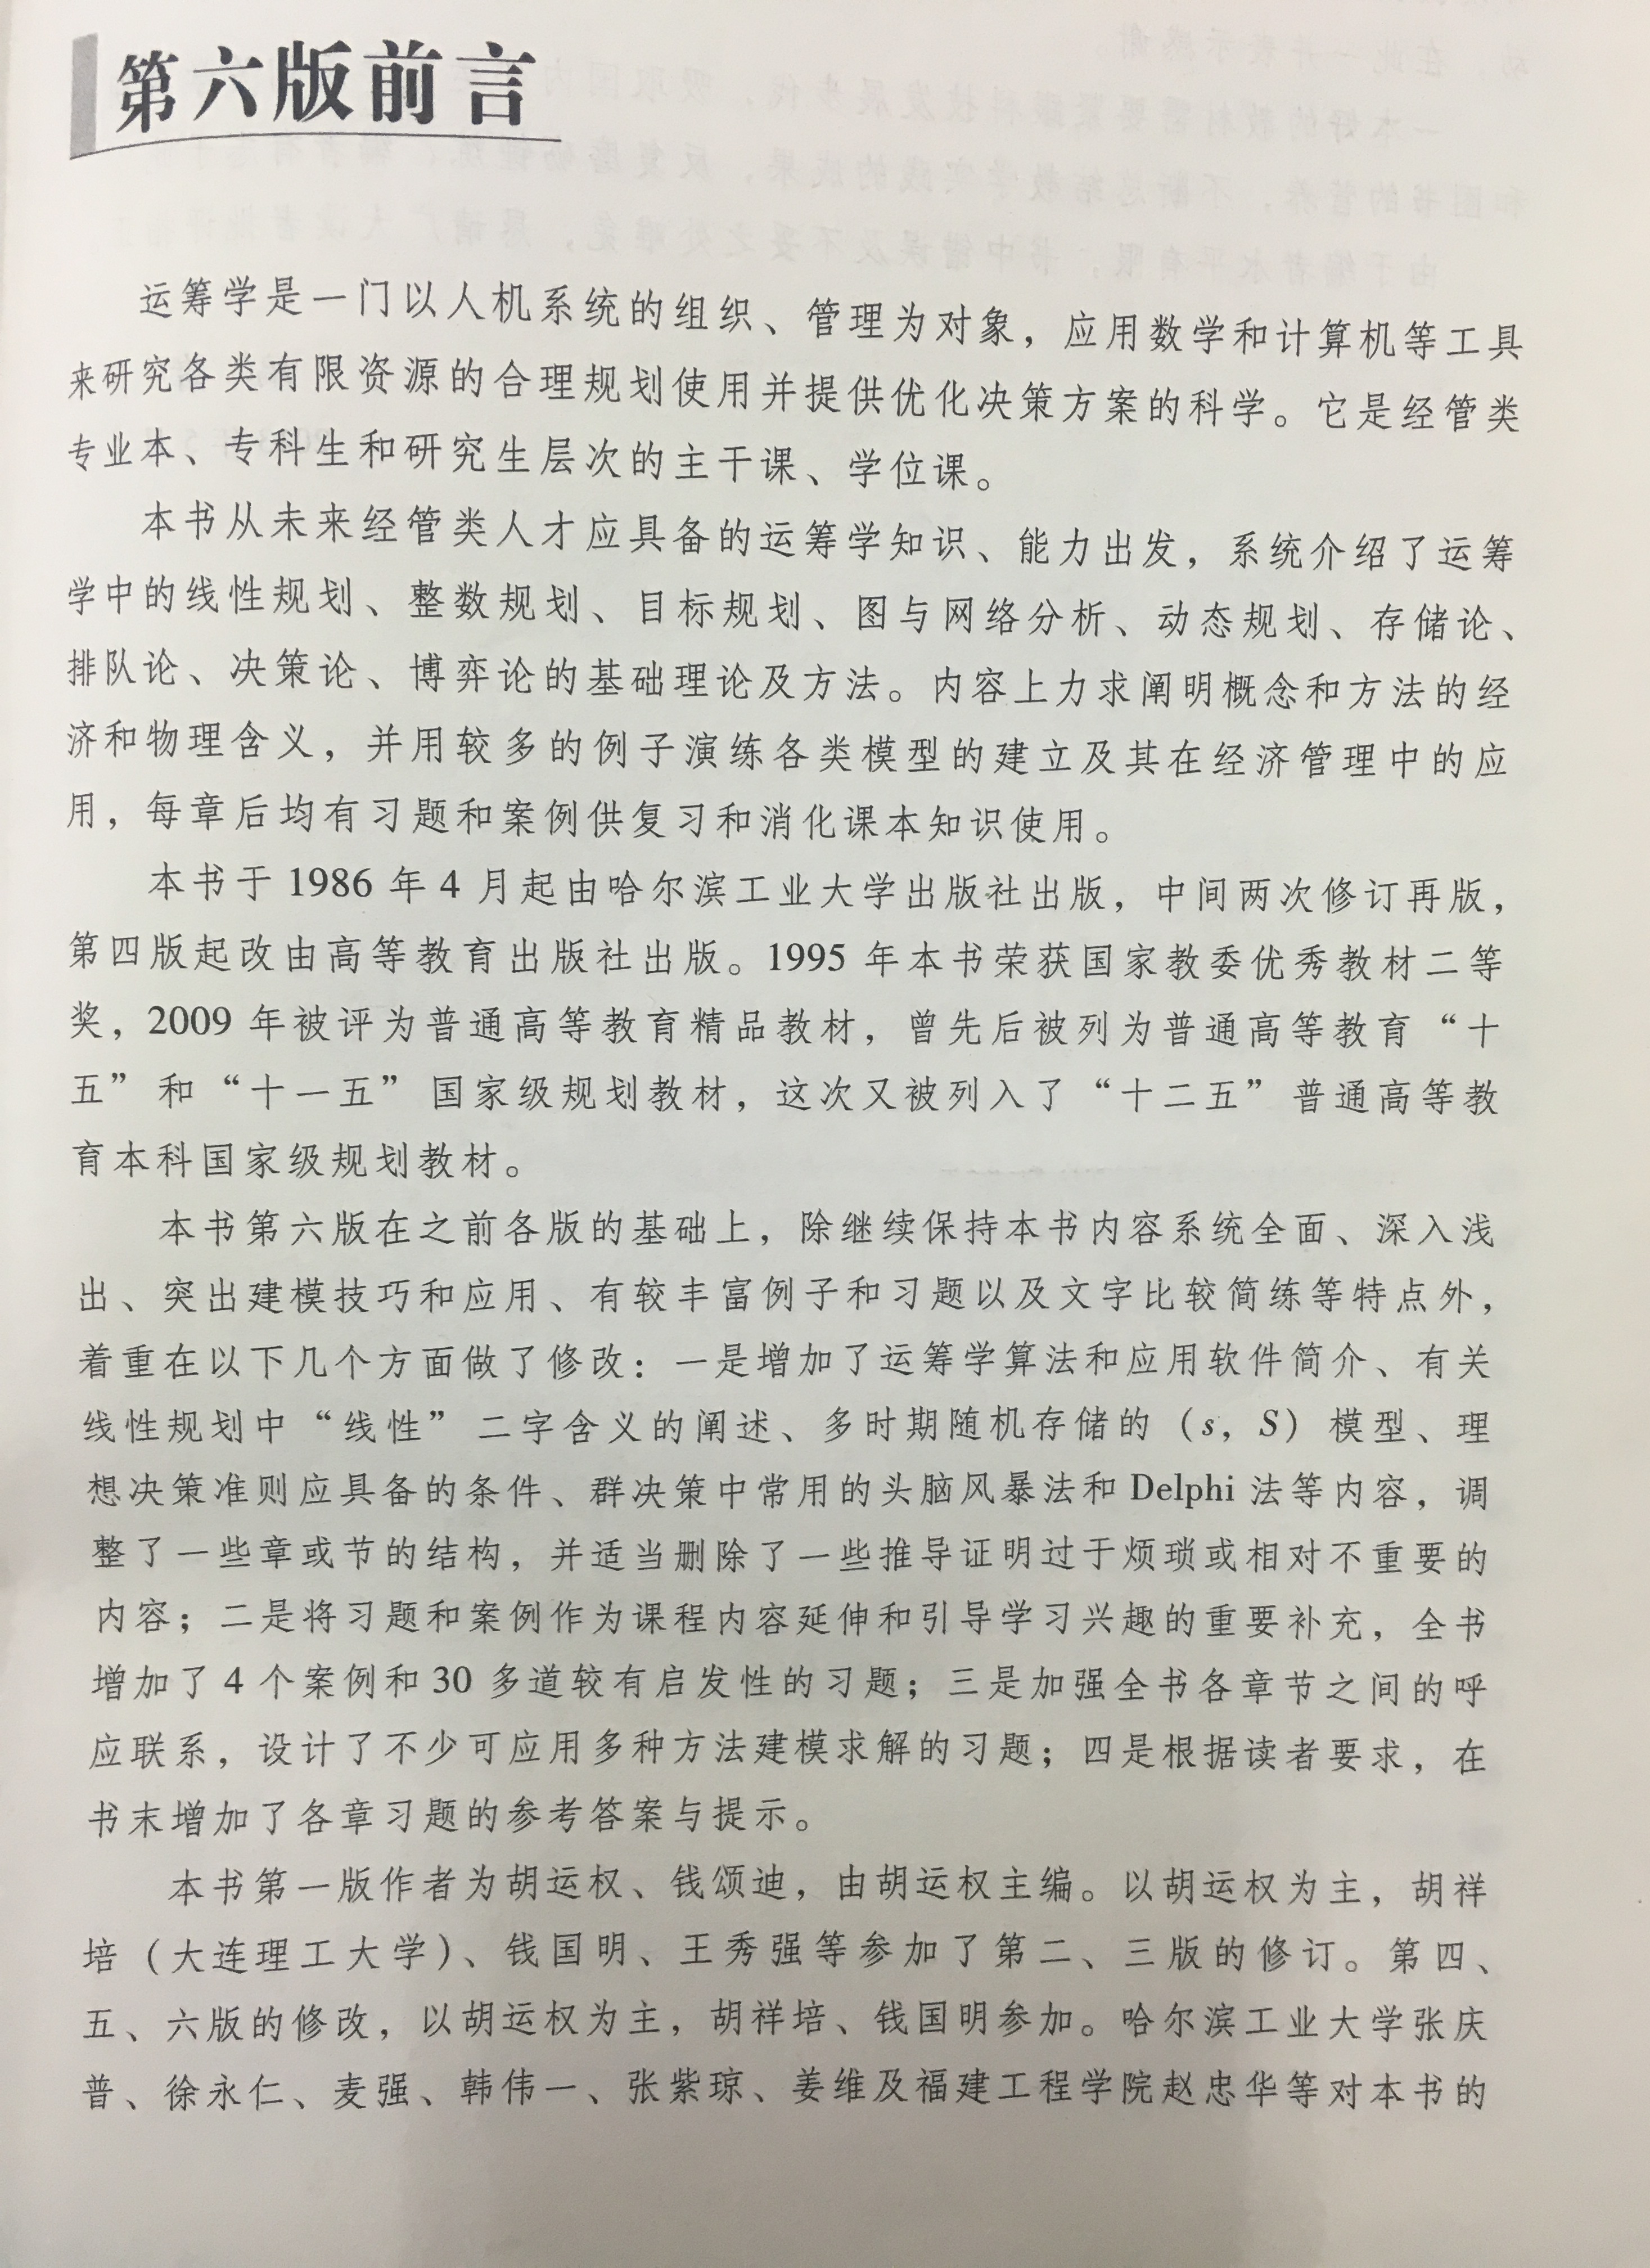 第六版前言
运筹学是一门以人机系统的组织、管理为对象，应用数学和计算机等工具
来研究各类有限资源的合理规划使用并提供优化决策方案的科学。它是经管类
专业本、专科生和研究生层次的主干课、学位课。
本书从未来经管类人才应具备的运筹学知识、能力出发，系统介绍了运筹
学中的线性规划、整数规划、目标规划、图与网络分析、动态规划、存储论、
排队论、决策论、博弈论的基础理论及方法。内容上力求阐明概念和方法的经
济和物理含义，并用较多的例子演练各类模型的建立及其在经济管理中的应
用，每章后均有习题和案例供复习和消化课本知识使用。
本书于 1986 年 4 月起由哈尔滨工业大学出版社出版，中间两次修订再版，
第四版起改由高等教育出版社出版。1995 年本书荣获国家教委优秀教材二等
奖，2009 年被评为普通高等教育精品教材，曾先后被列为普通高等教育“十
五”和“十一五”国家级规划教材，这次又被列入了“十二五”普通高等教
育本科国家级规划教材。
本书第六版在之前各版的基础上，除继续保持本书内容系统全面、深入浅
出、突出建模技巧和应用、有较丰富例子和习题以及文字比较简练等特点外，
着重在以下几个方面做了修改：一是增加了运筹学算法和应用软件简介、有关
线性规划中“线性”二字含义的阐述、多时期随机存储的（s，S）模型、理
想决策准则应具备的条件、群决策中常用的头脑风暴法和 Delphi 法等内容，调
整了一些章或节的结构，并适当删除了一些推导证明过于烦琐或相对不重要的
内容；二是将习题和案例作为课程内容延伸和引导学习兴趣的重要补充，全书
增加了 4 个案例和 30 多道较有启发性的习题；三是加强全书各章节之间的呼
应联系，设计了不少可应用多种方法建模求解的习题；四是根据读者要求，在
书末增加了各章习题的参考答案与提示。
本书第一版作者为胡运权、钱颂迪，由胡运权主编。以胡运权为主，胡祥
培（大连理工大学）、钱国明、王秀强等参加了第二、三版的修订。第四、
五、六版的修改，以胡运权为主，胡祥培、钱国明参加。哈尔滨工业大学张庆
普、徐永仁、麦强、韩伟一、张紫琼、姜维及福建工程学院赵忠华等对本书的